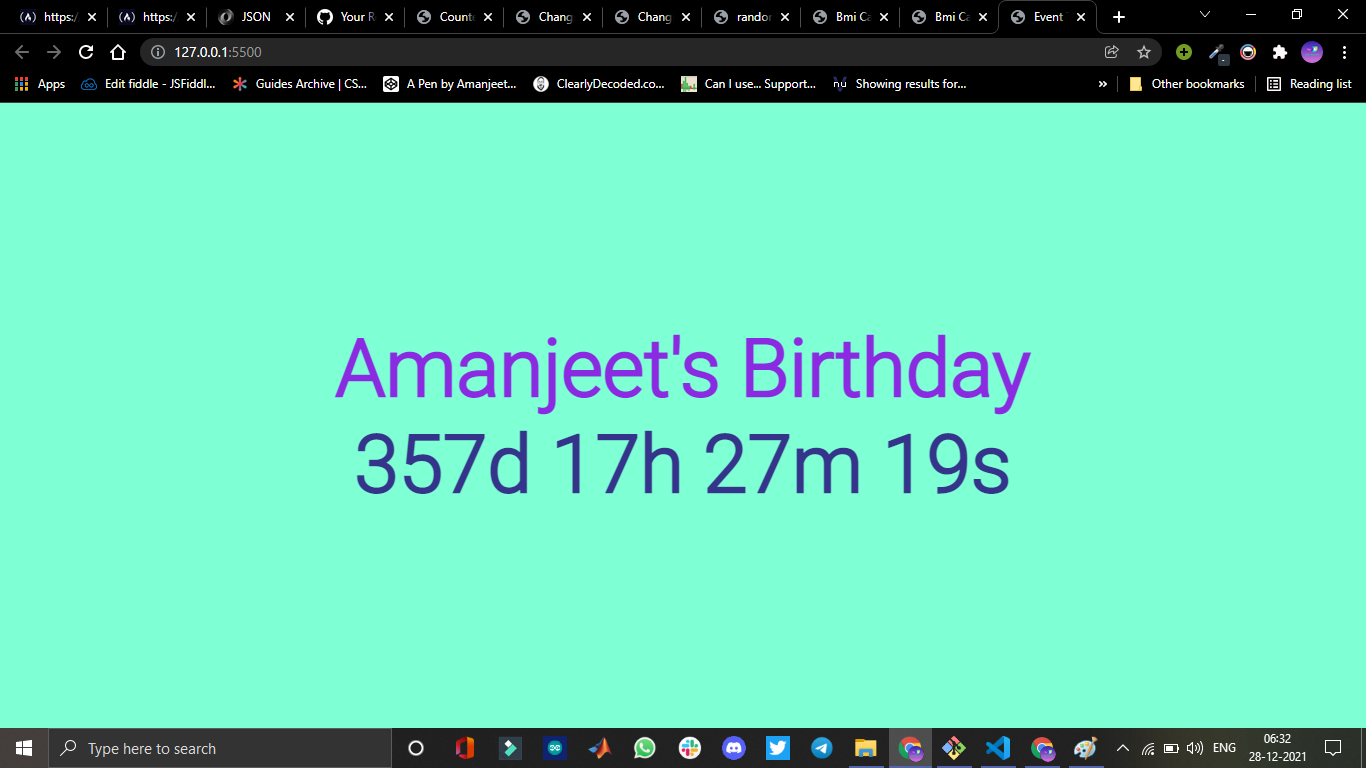 https:/
https:/
JSON
Your R
Counte
Chang
Chang
randor
Bmi Ca
Bmi Ca
Event
127.0.0.1:5500
Apps Edit fiddle - JSFiddl... Guides Archive | CS... A Pen by Amanjeet... ClearlyDecoded.co... Can I use... Support... nu Showing results for... » Other bookmarks Reading list
Amanjeet's Birthday
357d 17h 27m 19s
Type here to search
ENG
06:32
28-12-2021